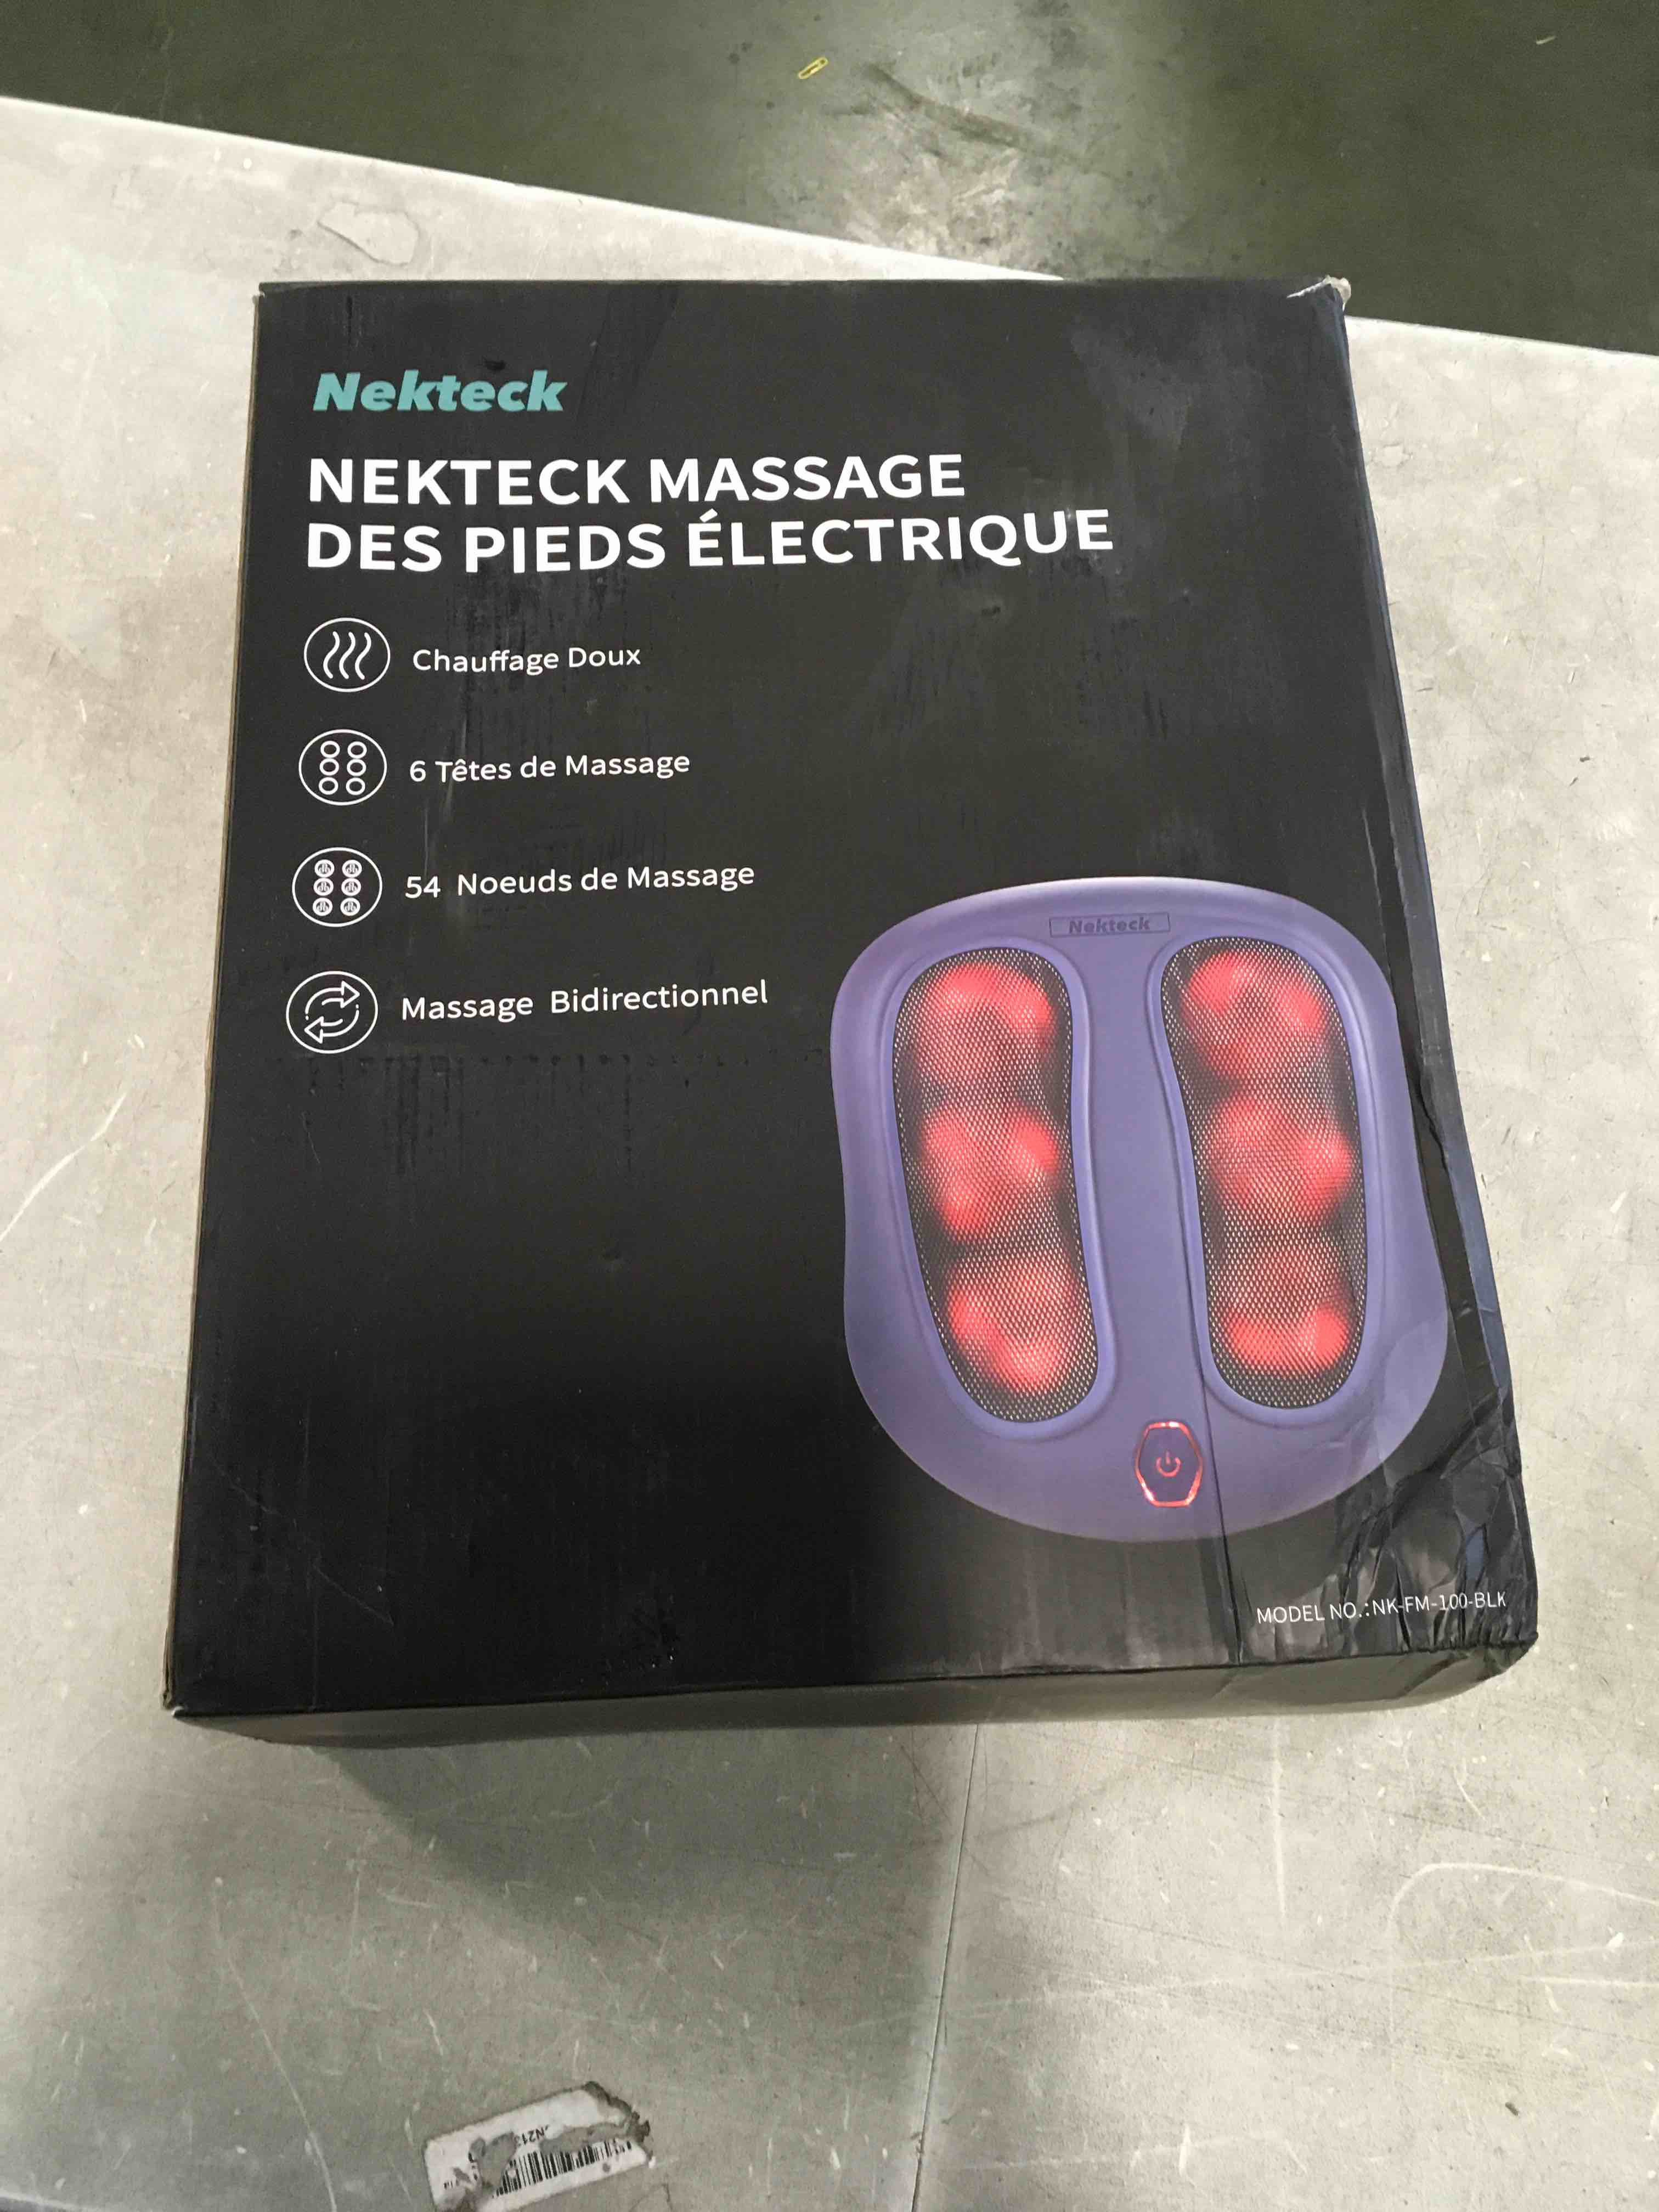 Nekteck
NEKTECK MASSAGE
DES PIEDS ÉLECTRIQUE
Chauffage Doux
6 Têtes de Massage
54 Noeuds de Massage
Massage Bidirectionnel
Nekteck
MODEL NO.:NK-FM-100-BLK